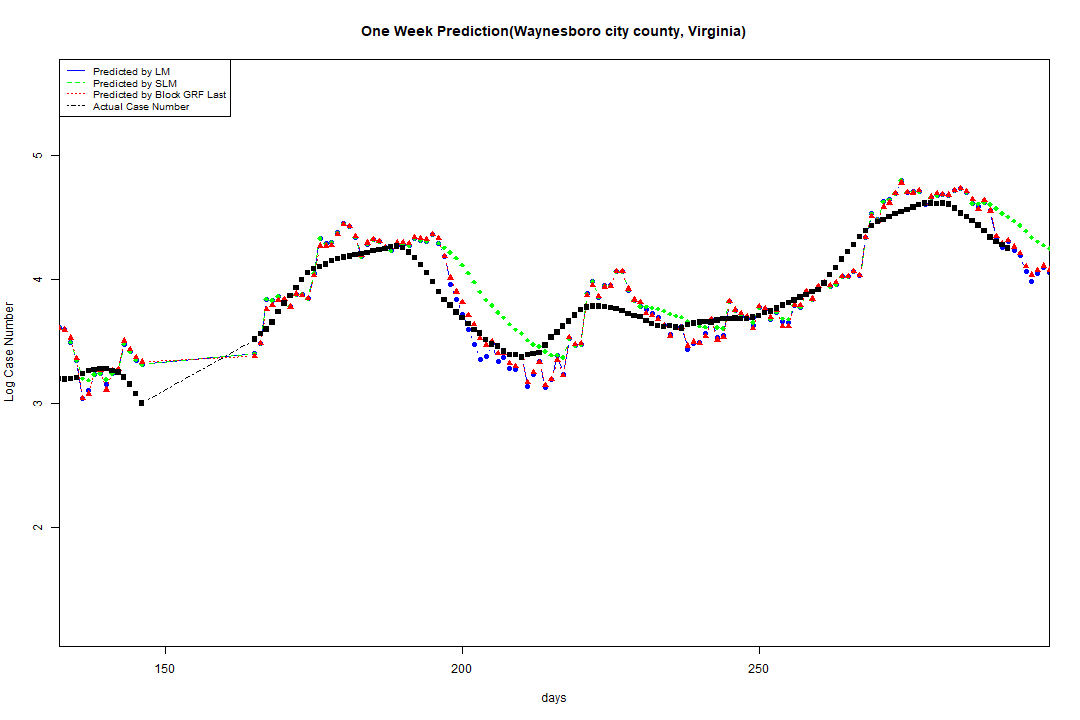 One Week Prediction(Waynesboro city county, Virginia)
Predicted by LM
Predicted by SLM
Predicted by Block GRF Last
Actual Case Number
5
4
3
2
Log Case Number
150
200
250
days